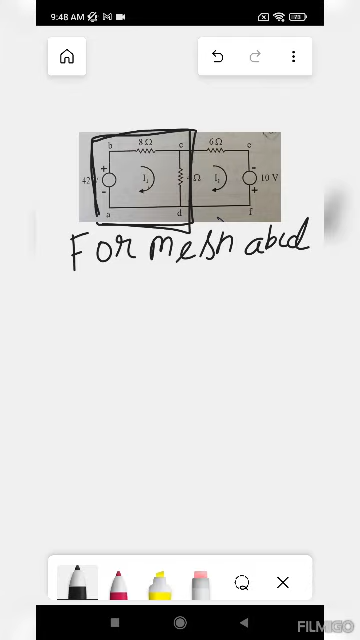 9:48 AM
b 8 Ω c 6 Ω e
+ - 
42 I₁ Ω I₂ 10 V
- +
a d f
For mesh abcd
FILMIGO